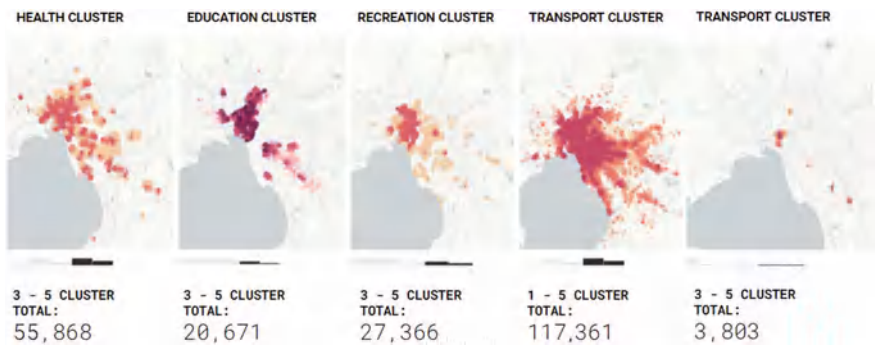 HEALTH CLUSTER
EDUCATION CLUSTER
RECREATION CLUSTER
TRANSPORT CLUSTER
TRANSPORT CLUSTER
3 - 5 CLUSTER
TOTAL:
55,868
3 - 5 CLUSTER
TOTAL:
20,671
3 - 5 CLUSTER
TOTAL:
27,366
1 - 5 CLUSTER
TOTAL:
117,361
3 - 5 CLUSTER
TOTAL:
3,803